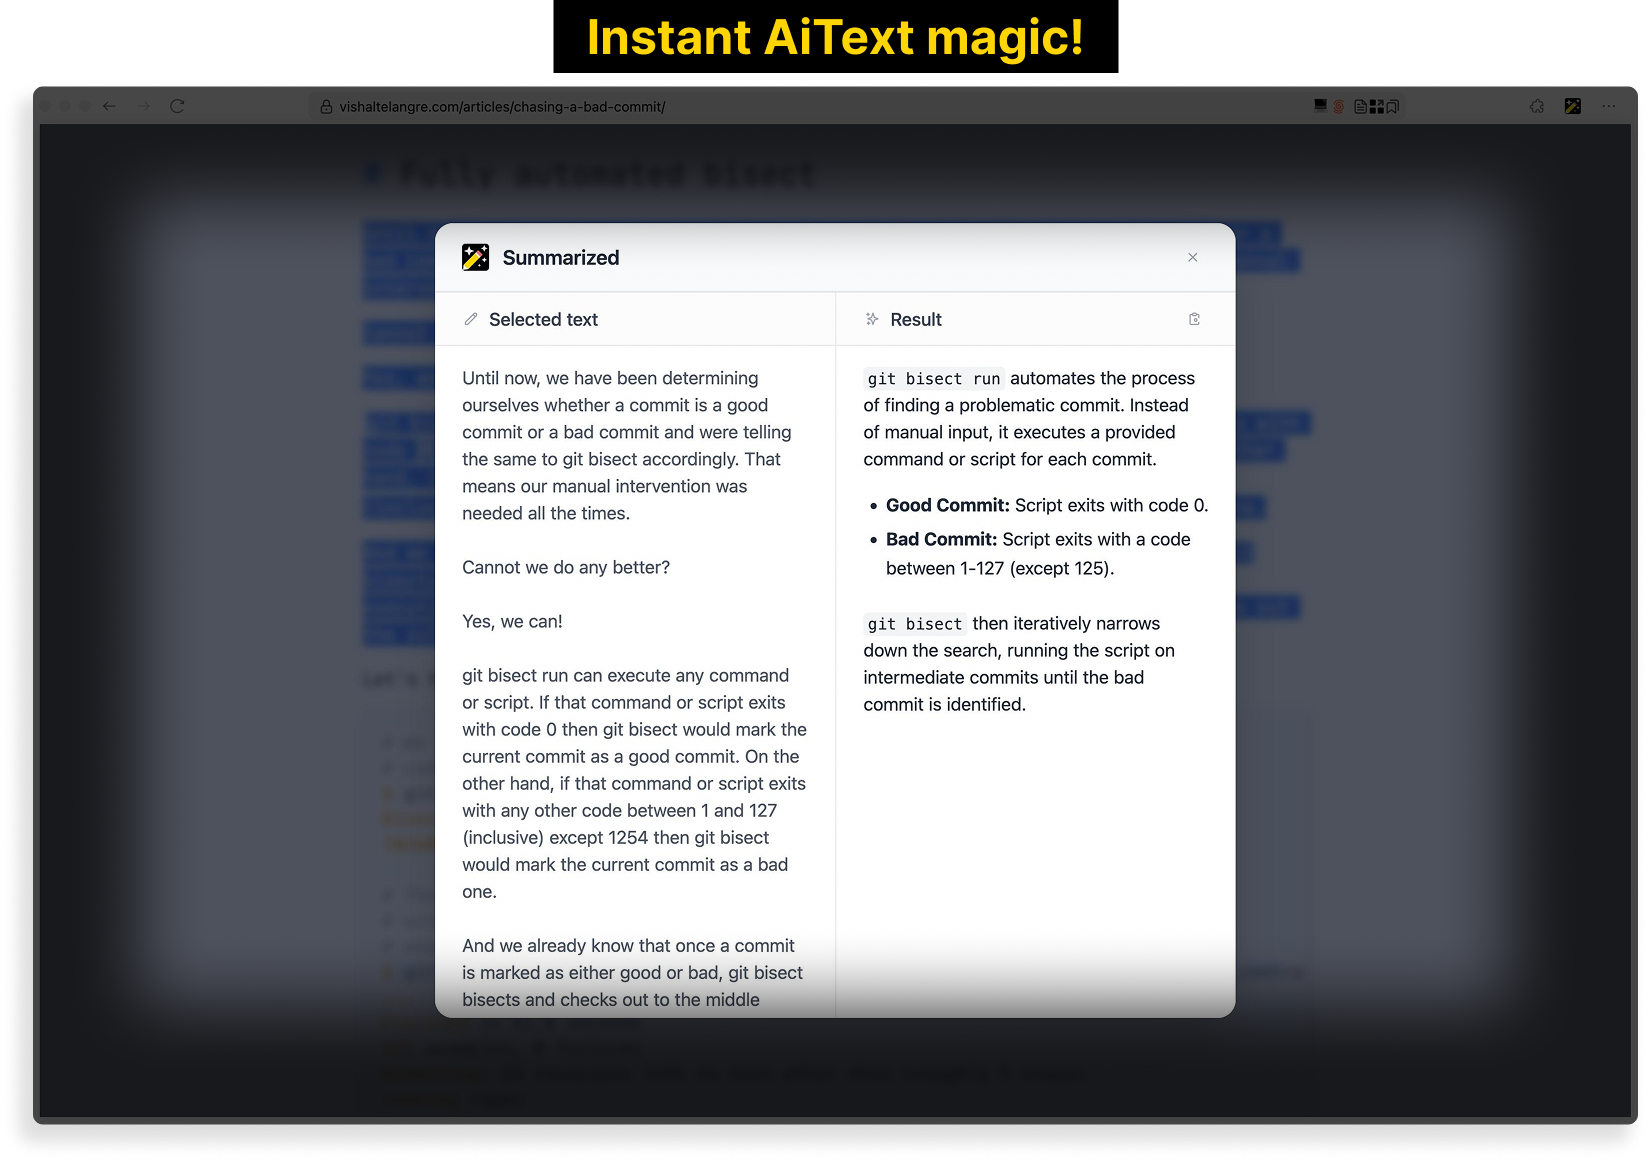 Instant AiText magic!
vishaltelangre.com/articles/chasing-a-bad-commit/
# Fully automated bisect
Summarized
Selected text
Until now, we have been determining
ourselves whether a commit is a good
commit or a bad commit and were telling
the same to git bisect accordingly. That
means our manual intervention was
needed all the times.
Cannot we do any better?
Yes, we can!
git bisect run can execute any command
or script. If that command or script exits
with code 0 then git bisect would mark the
current commit as a good commit. On the
other hand, if that command or script exits
with any other code between 1 and 127
(inclusive) except 1254 then git bisect
would mark the current commit as a bad
one.
And we already know that once a commit
is marked as either good or bad, git bisect
bisects and checks out to the middle
Result
git bisect run automates the process
of finding a problematic commit. Instead
of manual input, it executes a provided
command or script for each commit.
• Good Commit: Script exits with code 0.
• Bad Commit: Script exits with a code
between 1-127 (except 125).
git bisect then iteratively narrows
down the search, running the script on
intermediate commits until the bad
commit is identified.